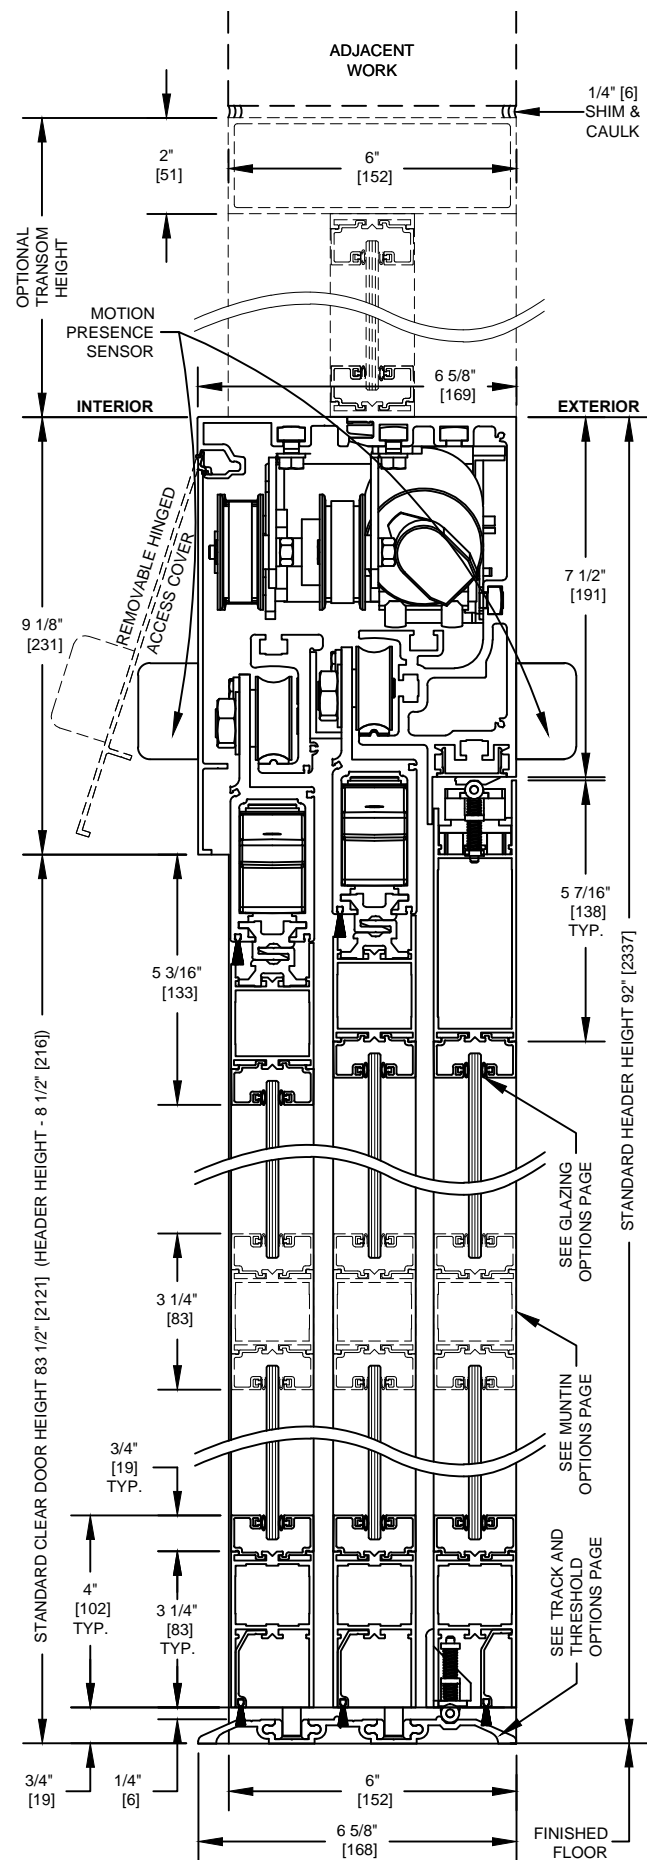 ADJACENT
WORK
1/4" [6]
SHIM &
CAULK
2"
[51]
6"
[152]
OPTIONAL
TRANSOM
HEIGHT
MOTION
PRESENCE
SENSOR
6 5/8"
[169]
INTERIOR
EXTERIOR
REMOVABLE HINGED
ACCESS COVER
9 1/8"
[231]
7 1/2"
[191]
5 7/16"
[138]
TYP.
5 3/16"
[133]
STANDARD CLEAR DOOR HEIGHT 83 1/2" [2121] (HEADER HEIGHT - 8 1/2" [216])
STANDARD HEADER HEIGHT 92" [2337]
SEE GLAZING
OPTIONS PAGE
3 1/4"
[83]
SEE MUNTIN
OPTIONS PAGE
3/4"
[19]
TYP.
4"
[102]
TYP.
3 1/4"
[83]
TYP.
SEE TRACK AND
THRESHOLD
OPTIONS PAGE
3/4"
[19]
1/4"
[6]
6"
[152]
6 5/8"
[168]
FINISHED
FLOOR